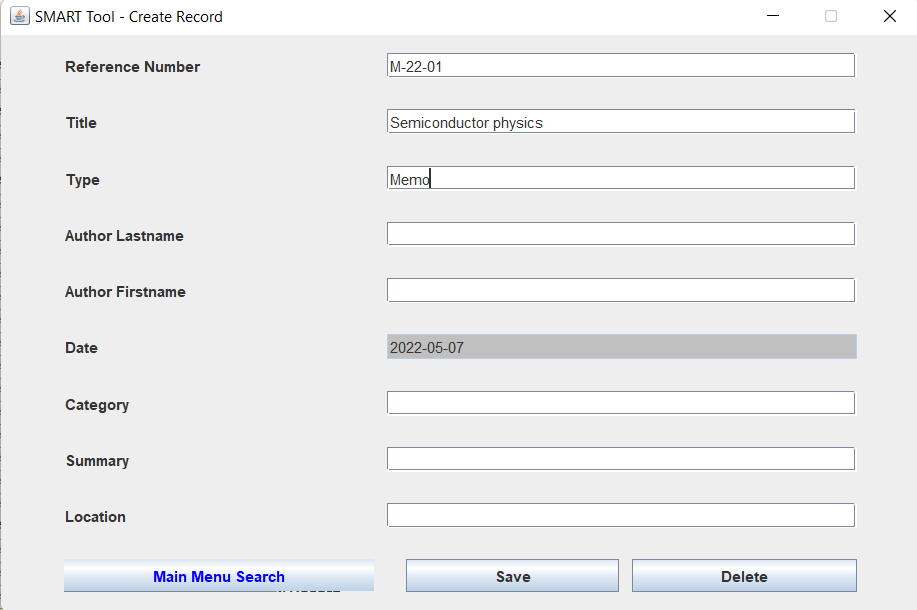 SMART Tool - Create Record
Reference Number M-22-01
Title Semiconductor physics
Type Memo
Author Lastname
Author Firstname
Date 2022-05-07
Category
Summary
Location
Main Menu Search Save Delete